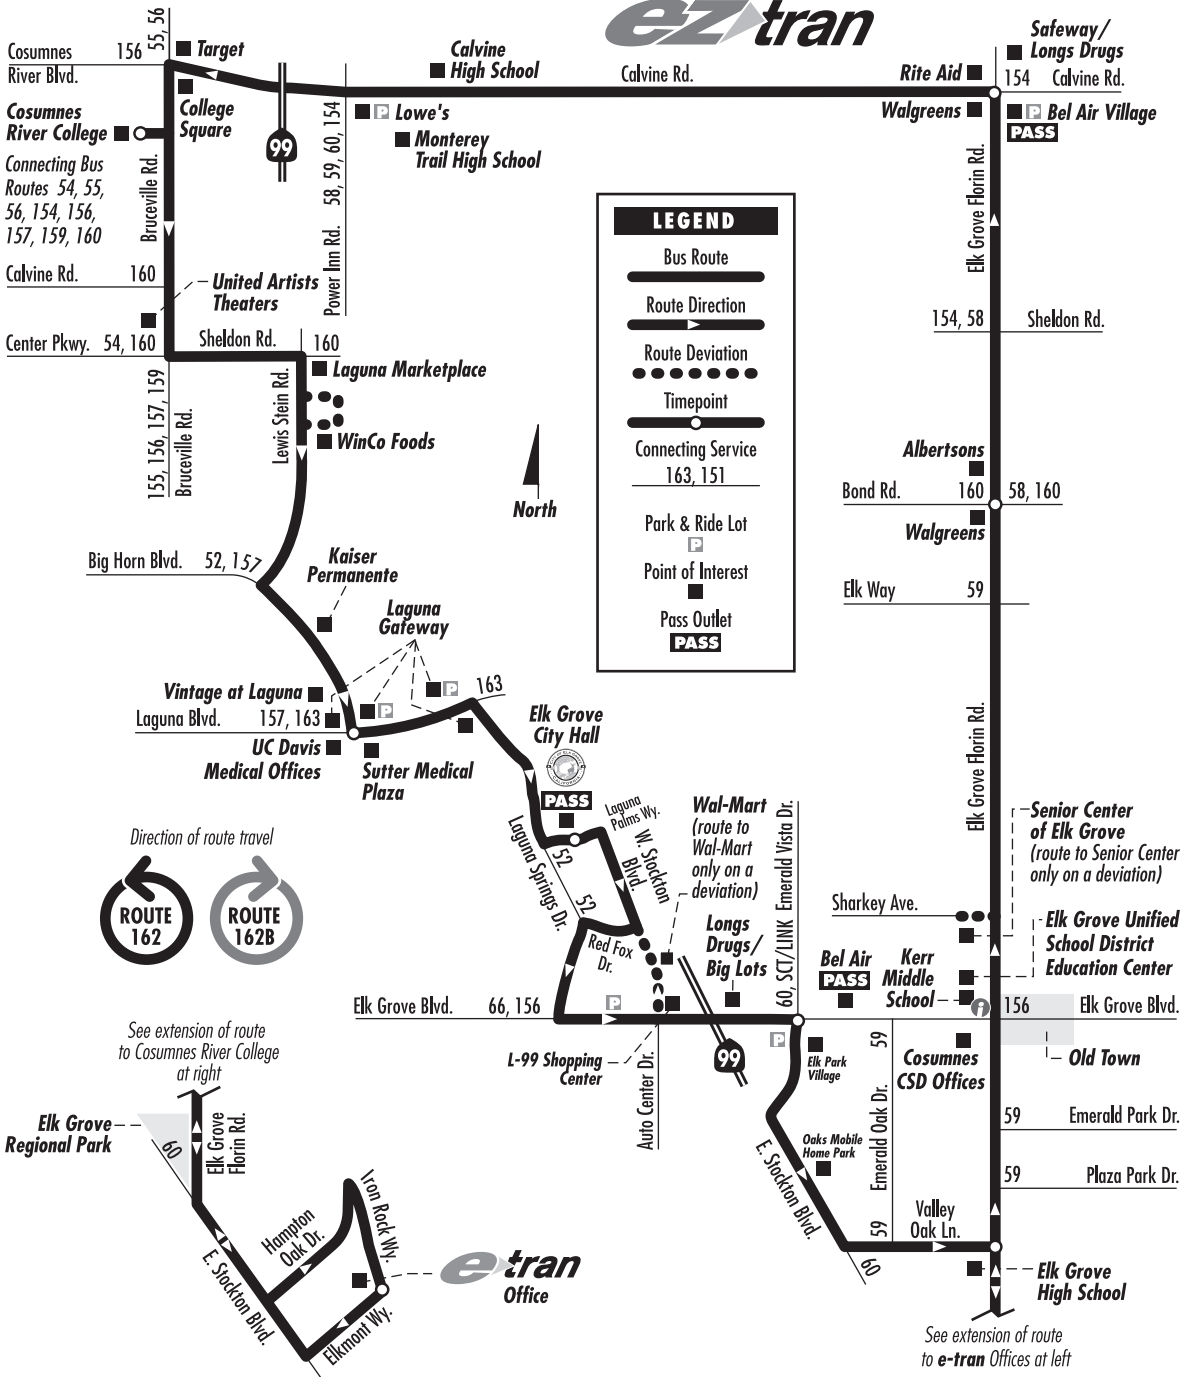 ez tran
55, 56
Cosumnes
River Blvd.
156
Target
College
Square
99
Calvine
High School
Calvine Rd.
Safeway/
Longs Drugs
Rite Aid
154 Calvine Rd.
Walgreens
P Bel Air Village
PASS
Cosumnes
River College
Connecting Bus
Routes 54, 55,
56, 154, 156,
157, 159, 160
Bruceville Rd.
P Lowe's
Monterey
Trail High School
Power Inn Rd. 58, 59, 60, 154
Elk Grove Florin Rd.
Calvine Rd. 160
United Artists
Theaters
Center Pkwy. 54, 160
Sheldon Rd.
160
154, 58
Sheldon Rd.
155, 156, 157, 159
Bruceville Rd.
Lewis Stein Rd.
Laguna Marketplace
WinCo Foods
North
LEGEND
Bus Route
Route Direction
Route Deviation
Timepoint
Connecting Service
163, 151
Park & Ride Lot
P
Point of Interest
Pass Outlet
PASS
Albertsons
Bond Rd. 160
58, 160
Walgreens
Elk Way 59
Big Horn Blvd. 52, 157
Kaiser
Permanente
Laguna
Gateway
Vintage at Laguna
Laguna Blvd. 157, 163
P
P
163
UC Davis
Medical Offices
Sutter Medical
Plaza
Elk Grove
City Hall
PASS
Laguna
Palms Wy.
Laguna Springs Dr.
52
52
W. Stockton
Blvd.
Red Fox
Dr.
Wal-Mart
(route to
Wal-Mart
only on a
deviation)
Longs
Drugs/
Big Lots
60, SCT/LINK Emerald Vista Dr.
Elk Grove Florin Rd.
Senior Center
of Elk Grove
(route to Senior Center
only on a deviation)
Sharkey Ave.
Elk Grove Unified
School District
Education Center
Bel Air
PASS
Kerr
Middle
School
i
156 Elk Grove Blvd.
Old Town
Elk Grove Blvd. 66, 156
P
L-99 Shopping
Center
Auto Center Dr.
99
P
Elk Park
Village
Cosumnes
CSD Offices
59
Emerald Oak Dr.
59
59 Emerald Park Dr.
59 Plaza Park Dr.
Oaks Mobile
Home Park
E. Stockton Blvd.
60
Valley
Oak Ln.
Elk Grove
High School
See extension of route
to e-tran Offices at left
Direction of route travel
ROUTE
162
ROUTE
162B
See extension of route
to Cosumnes River College
at right
Elk Grove
Regional Park
60
Elk Grove
Florin Rd.
E. Stockton Blvd.
Hampton
Oak Dr.
Iron Rock Wy.
Elkmont Wy.
e tran
Office